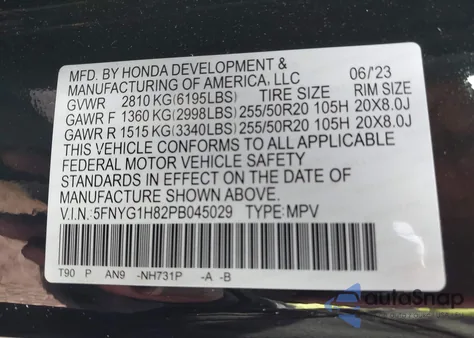 MFD. BY HONDA DEVELOPMENT &
MANUFACTURING OF AMERICA, LLC 06/'23
GVWR 2810 KG(6195LBS) TIRE SIZE RIM SIZE
GAWR F 1360 KG(2998LBS) 255/50R20 105H 20X8.0J
GAWR R 1515 KG(3340LBS) 255/50R20 105H 20X8.0J
THIS VEHICLE CONFORMS TO ALL APPLICABLE
FEDERAL MOTOR VEHICLE SAFETY
STANDARDS IN EFFECT ON THE DATE OF
MANUFACTURE SHOWN ABOVE.
V.I.N.: 5FNYG1H82PB045029 TYPE: MPV
T90 P AN9 -NH731P -A -B
autoSnap